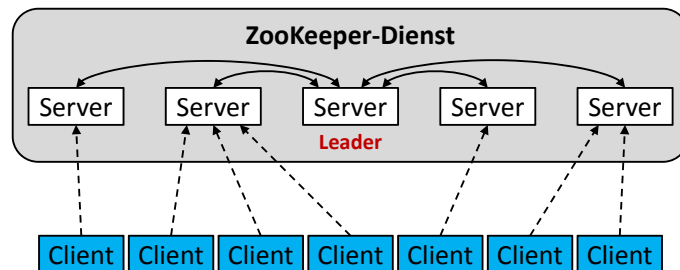 ZooKeeper-Dienst
Server Server Server Server Server
Leader
Client Client Client Client Client Client Client